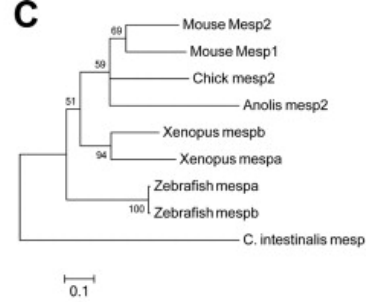 C
69
Mouse Mesp2
Mouse Mesp1
59
Chick mesp2
51
Anolis mesp2
Xenopus mespb
94
Xenopus mespa
Zebrafish mespa
100
Zebrafish mespb
C. intestinalis mesp
0.1